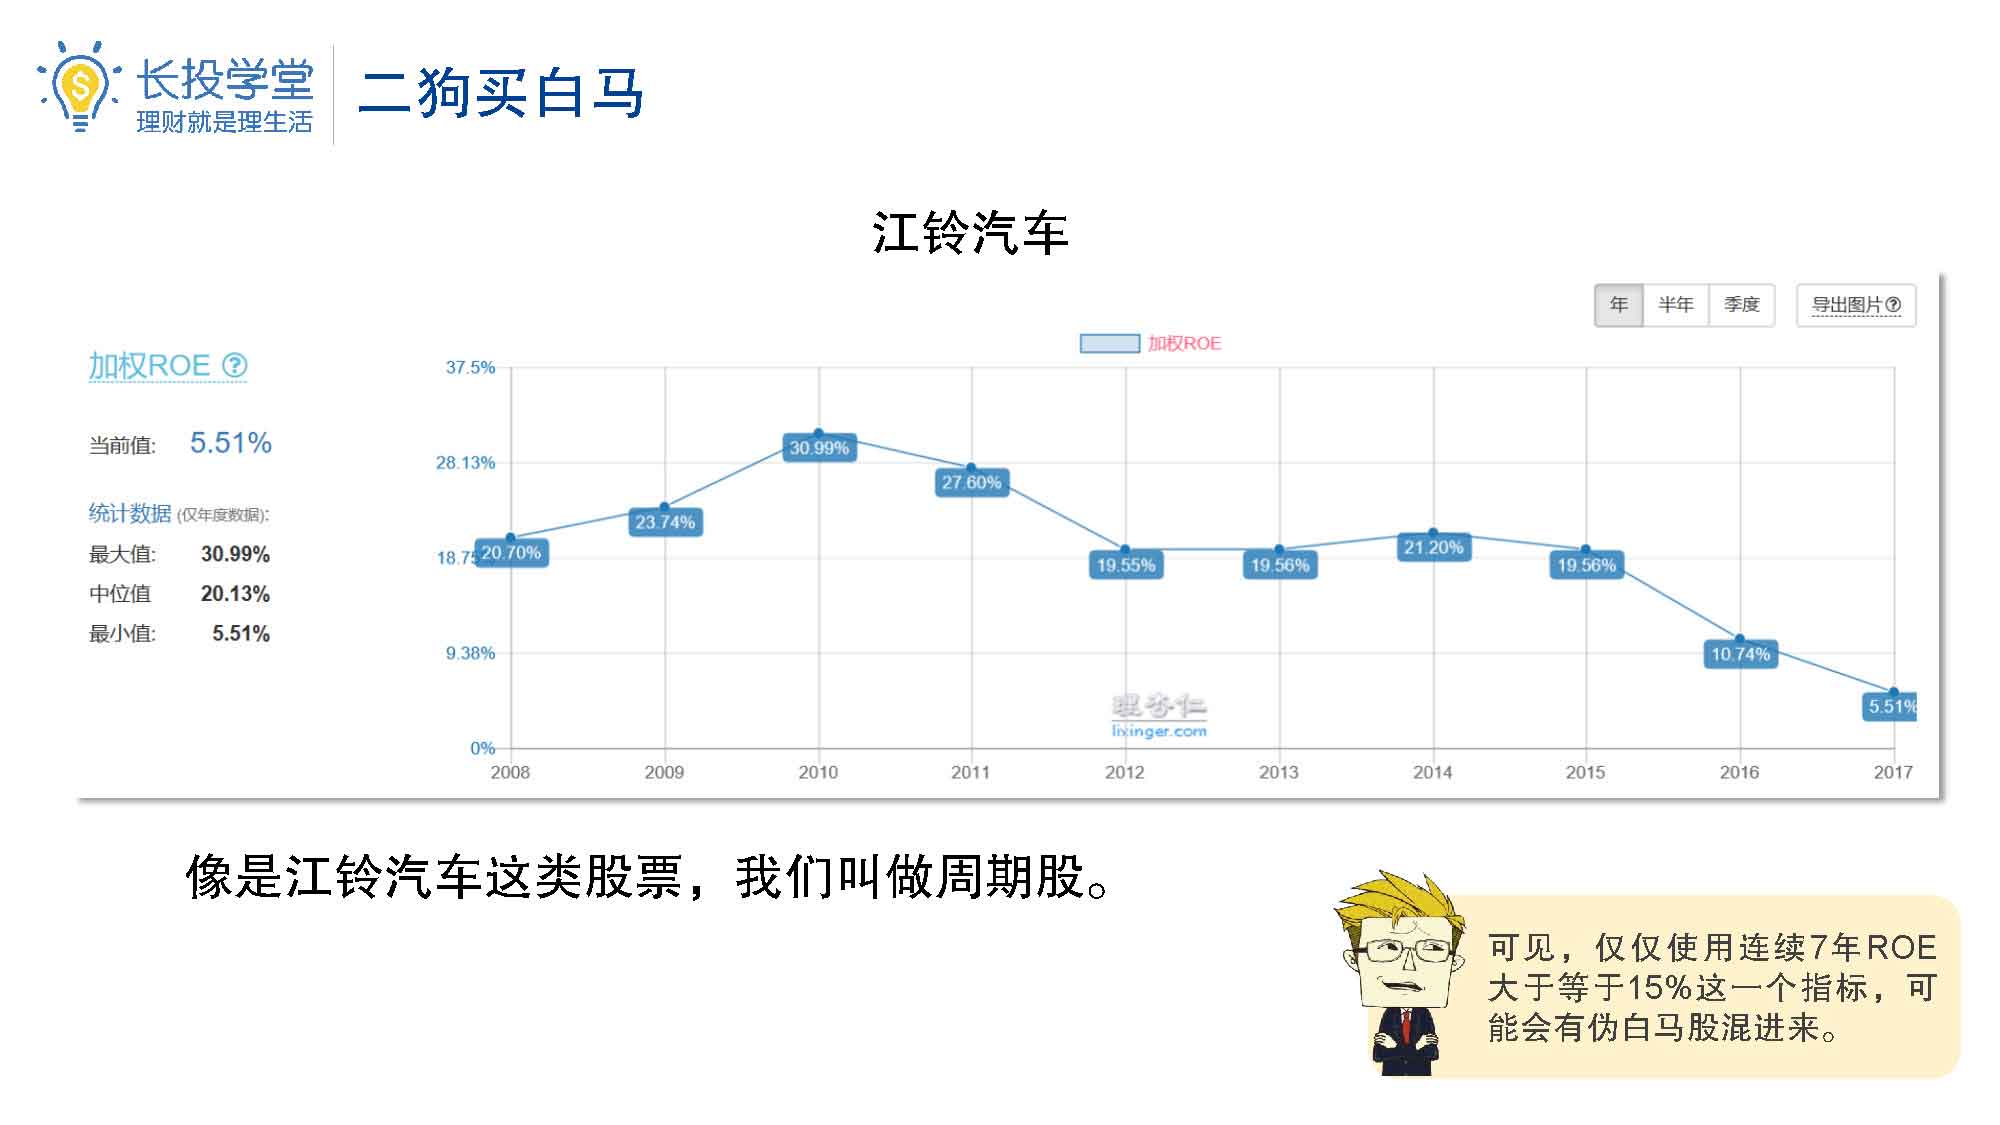 长投学堂
理财就是理生活
二狗买白马
江铃汽车
年 半年 季度 导出图片?
加权ROE
加权ROE ?
当前值: 5.51%
统计数据 (仅年度数据):
最大值: 30.99%
中位值 20.13%
最小值: 5.51%
37.5%
28.13%
18.75
9.38%
0%
20.70%
23.74%
30.99%
27.60%
19.55%
19.56%
21.20%
19.56%
10.74%
5.51%
理杏仁
lixinger.com
2008 2009 2010 2011 2012 2013 2014 2015 2016 2017
像是江铃汽车这类股票，我们叫做周期股。
可见，仅仅使用连续7年ROE
大于等于15%这一个指标，可
能会有伪白马股混进来。